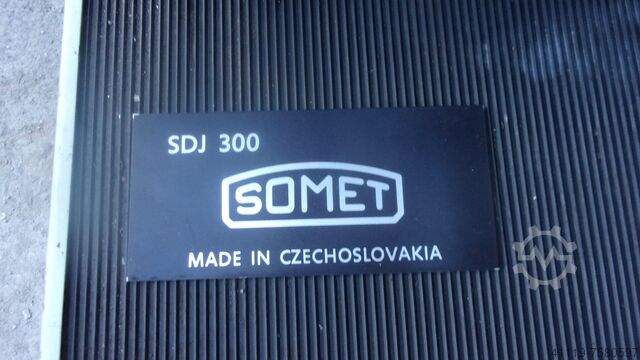 SDJ 300
SOMET
MADE IN CZECHOSLOVAKIA